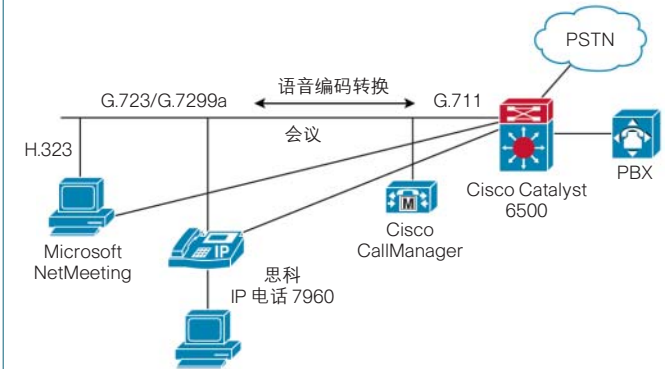 PSTN
语音编码转换
G.723/G.7299a
G.711
会议
H.323
PBX
Cisco Catalyst
6500
Microsoft
NetMeeting
IP
M
Cisco
CallManager
思科
IP 电话 7960